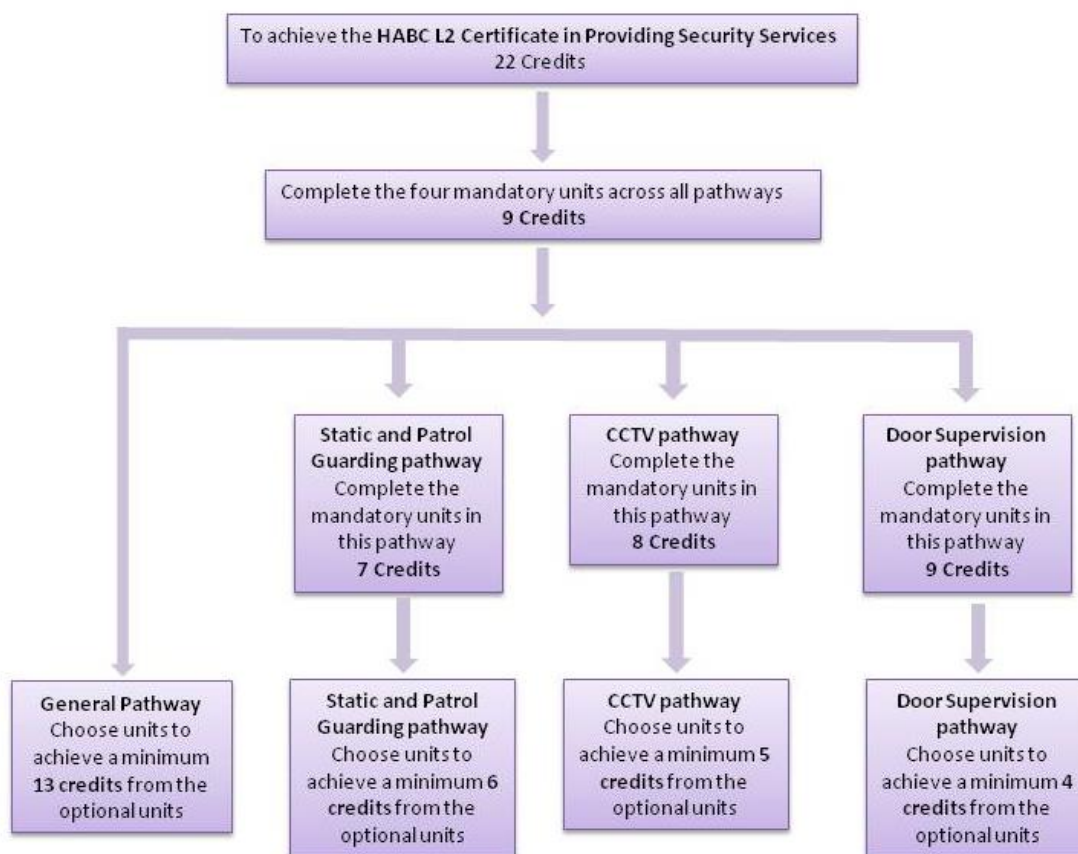 To achieve the HABC L2 Certificate in Providing Security Services
22 Credits
Complete the four mandatory units across all pathways
9 Credits
Static and Patrol
Guarding pathway
Complete the
mandatory units in
this pathway
7 Credits
CCTV pathway
Complete the
mandatory units in
this pathway
8 Credits
Door Supervision
pathway
Complete the
mandatory units in
this pathway
9 Credits
General Pathway
Choose units to
achieve a minimum
13 credits from the
optional units
Static and Patrol
Guarding pathway
Choose units to
achieve a minimum 6
credits from the
optional units
CCTV pathway
Choose units to
achieve a minimum 5
credits from the
optional units
Door Supervision
pathway
Choose units to
achieve a minimum 4
credits from the
optional units